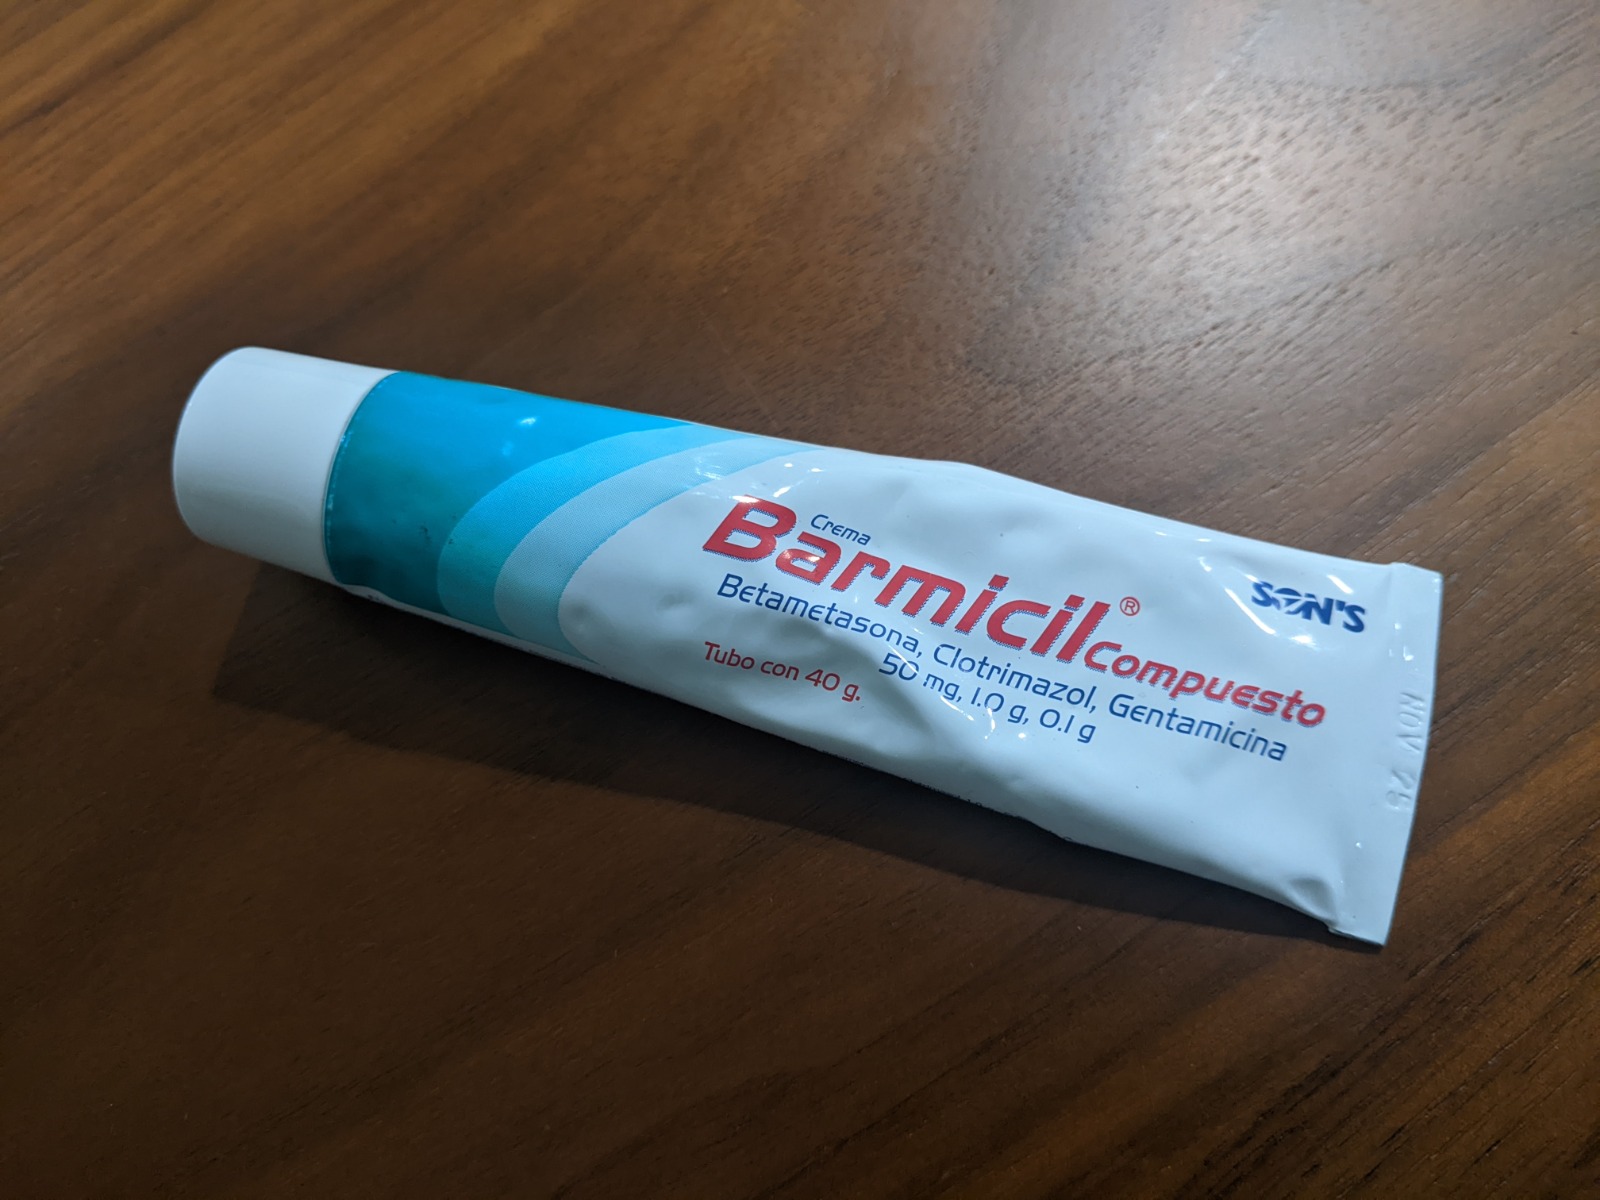 Crema
Barmicil® Compuesto
Betametasona, Clotrimazol, Gentamicina
50 mg, 1.0 g, 0.1 g
Tubo con 40 g.
SON'S
NOV 25